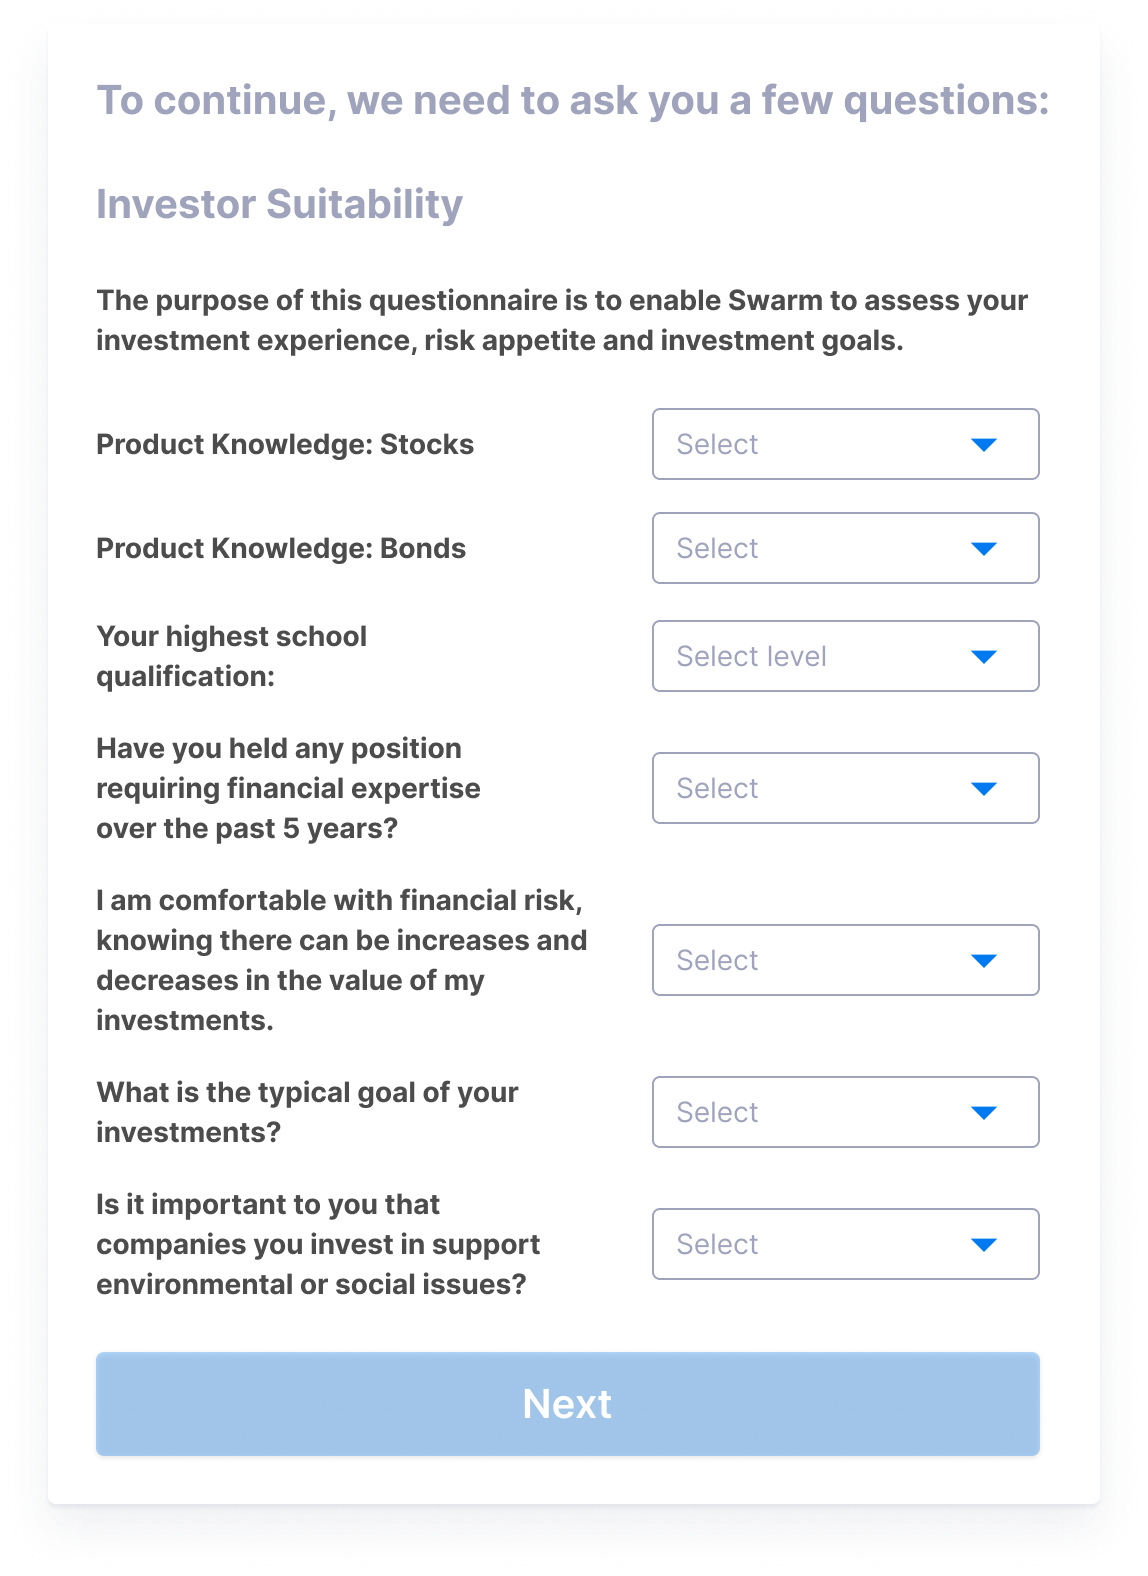 To continue, we need to ask you a few questions:
Investor Suitability
The purpose of this questionnaire is to enable Swarm to assess your
investment experience, risk appetite and investment goals.
Product Knowledge: Stocks
Select
Product Knowledge: Bonds
Select
Your highest school
qualification:
Select level
Have you held any position
requiring financial expertise
over the past 5 years?
Select
I am comfortable with financial risk,
knowing there can be increases and
decreases in the value of my
investments.
Select
What is the typical goal of your
investments?
Select
Is it important to you that
companies you invest in support
environmental or social issues?
Select
Next